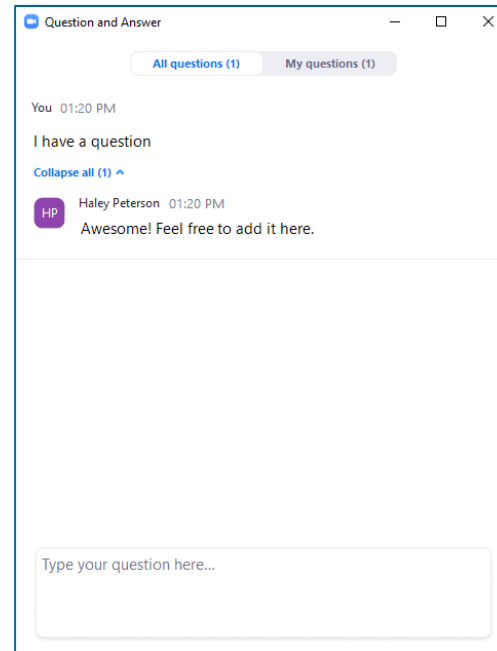 Question and Answer
All questions (1) My questions (1)
You 01:20 PM
I have a question
Collapse all (1)
HP
Haley Peterson 01:20 PM
Awesome! Feel free to add it here.
Type your question here...